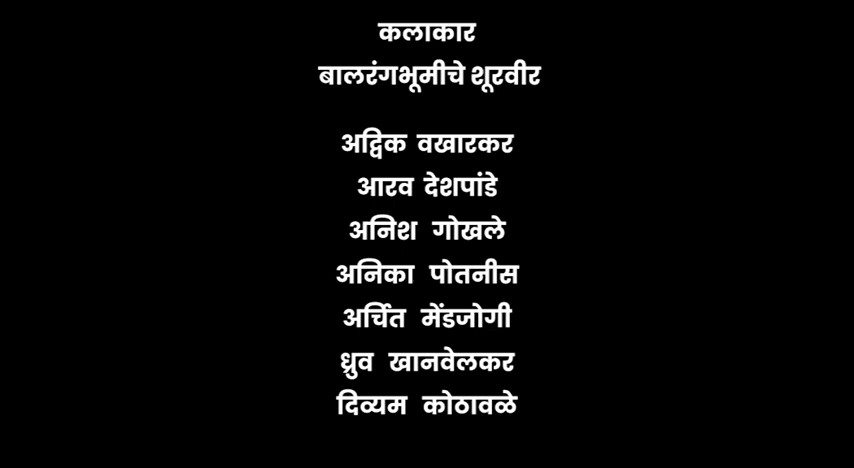 कलाकार
बालरंगभूमीचे शूरवीर
अद्विक वखारकर
आरव देशपांडे
अनिश गोखले
अनिका पोतनीस
अर्चित मेंडजोगी
ध्रुव खानवेलकर
दिव्यम कोठावळे